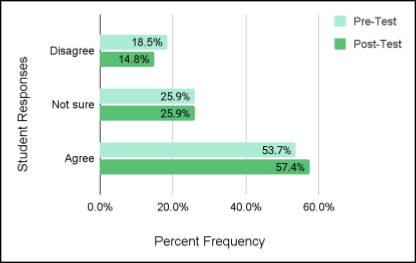 Pre-Test
Post-Test
Student Responses
Disagree
18.5%
14.8%
Not sure
25.9%
25.9%
Agree
53.7%
57.4%
0.0% 20.0% 40.0% 60.0%
Percent Frequency